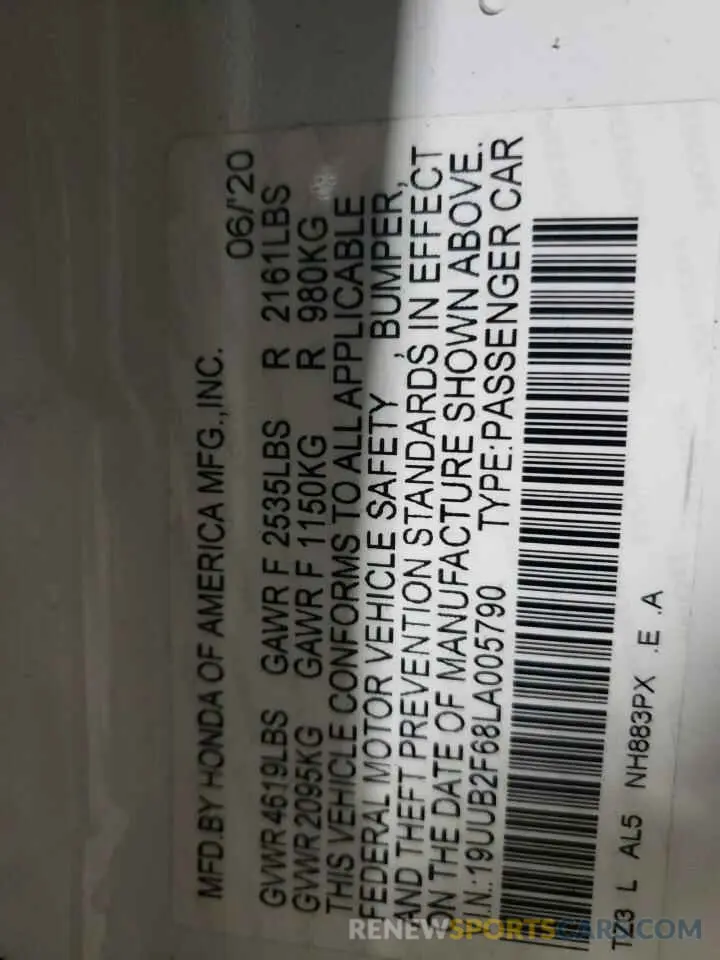 MFD.BY HONDA OF AMERICA MFG.,INC.
06/'20
GVWR 4619LBS GAWR F 2535LBS R 2161LBS
GVWR 2095KG GAWR F 1150KG R 980KG
THIS VEHICLE CONFORMS TO ALL APPLICABLE
FEDERAL MOTOR VEHICLE SAFETY, BUMPER,
AND THEFT PREVENTION STANDARDS IN EFFECT
ON THE DATE OF MANUFACTURE SHOWN ABOVE.
.I.N.:19UUB2F68LA005790 TYPE:PASSENGER CAR
TZ3 L AL5 NH883PX .E .A
RENEWSPORTSCARS.COM